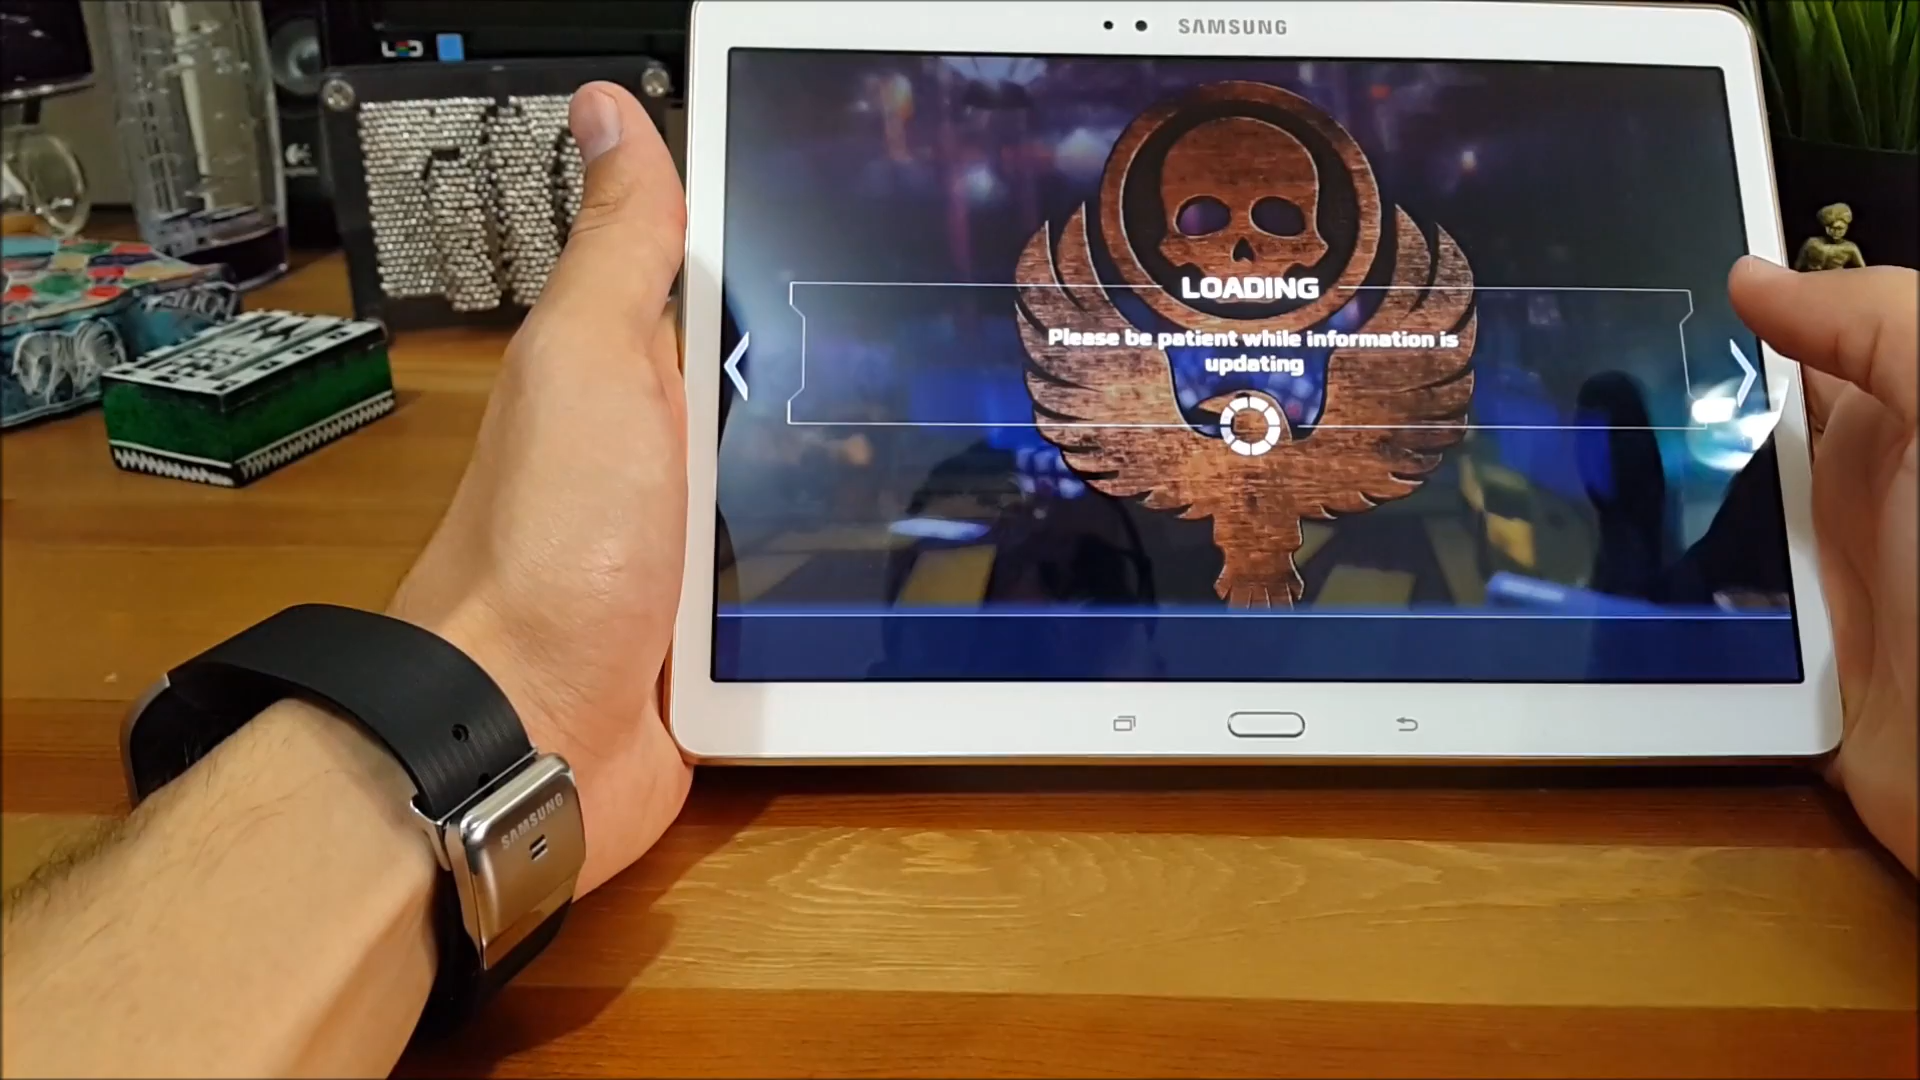 SAMSUNG
LOADING
Please be patient while information is
updating
SAMSUNG